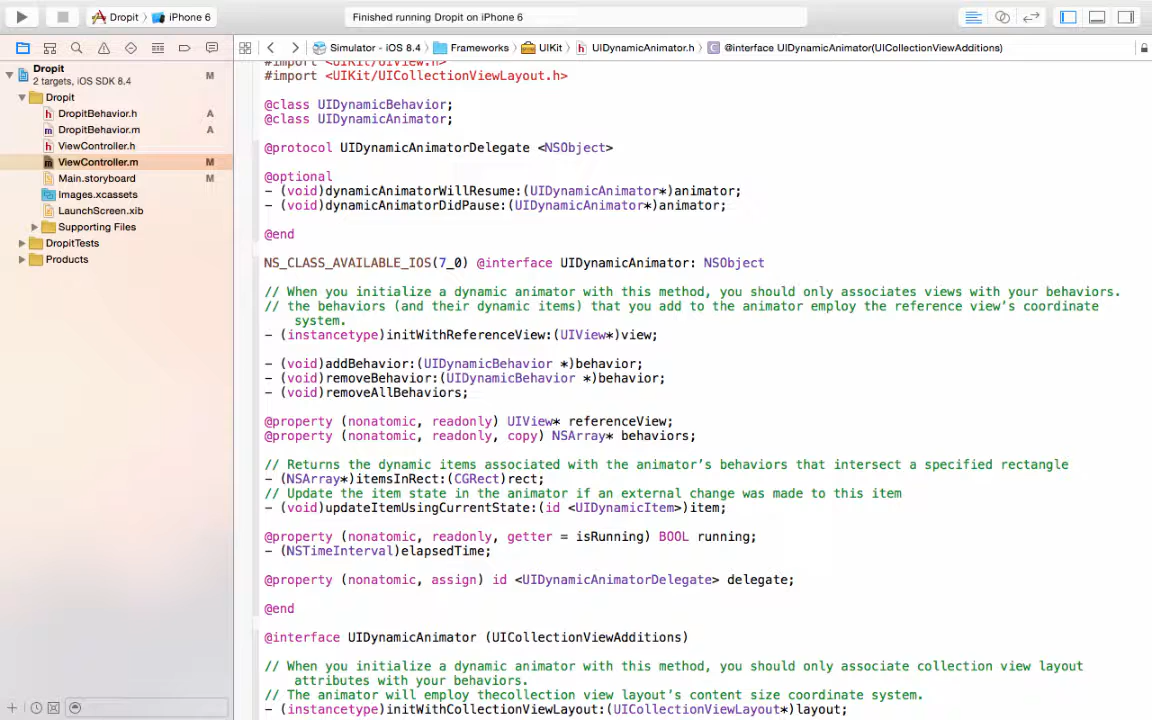 Dropit
iPhone 6
Finished running Dropit on iPhone 6
Simulator - iOS 8.4
Frameworks
UIKit
UIDynamicAnimator.h
@interface UIDynamicAnimator(UICollectionViewAdditions)
Dropit
M
2 targets, iOS SDK 8.4
Dropit
DropitBehavior.h
A
DropitBehavior.m
A
ViewController.h
ViewController.m
M
Main.storyboard
M
Images.xcassets
LaunchScreen.xib
Supporting Files
DropitTests
Products
#import <UIKit/UIView.h>
#import <UIKit/UICollectionViewLayout.h>
@class UIDynamicBehavior;
@class UIDynamicAnimator;
@protocol UIDynamicAnimatorDelegate <NSObject>
@optional
- (void)dynamicAnimatorWillResume:(UIDynamicAnimator*)animator;
- (void)dynamicAnimatorDidPause:(UIDynamicAnimator*)animator;
@end
NS_CLASS_AVAILABLE_IOS(7_0) @interface UIDynamicAnimator: NSObject
// When you initialize a dynamic animator with this method, you should only associates views with your behaviors.
// the behaviors (and their dynamic items) that you add to the animator employ the reference view's coordinate
system.
- (instancetype)initWithReferenceView:(UIView*)view;
- (void)addBehavior:(UIDynamicBehavior *)behavior;
- (void)removeBehavior:(UIDynamicBehavior *)behavior;
- (void)removeAllBehaviors;
@property (nonatomic, readonly) UIView* referenceView;
@property (nonatomic, readonly, copy) NSArray* behaviors;
// Returns the dynamic items associated with the animator's behaviors that intersect a specified rectangle
- (NSArray*)itemsInRect:(CGRect)rect;
// Update the item state in the animator if an external change was made to this item
- (void)updateItemUsingCurrentState:(id <UIDynamicItem>)item;
@property (nonatomic, readonly, getter = isRunning) BOOL running;
- (NSTimeInterval)elapsedTime;
@property (nonatomic, assign) id <UIDynamicAnimatorDelegate> delegate;
@end
@interface UIDynamicAnimator (UICollectionViewAdditions)
// When you initialize a dynamic animator with this method, you should only associate collection view layout
attributes with your behaviors.
// The animator will employ thecollection view layout's content size coordinate system.
- (instancetype)initWithCollectionViewLayout:(UICollectionViewLayout*)layout;